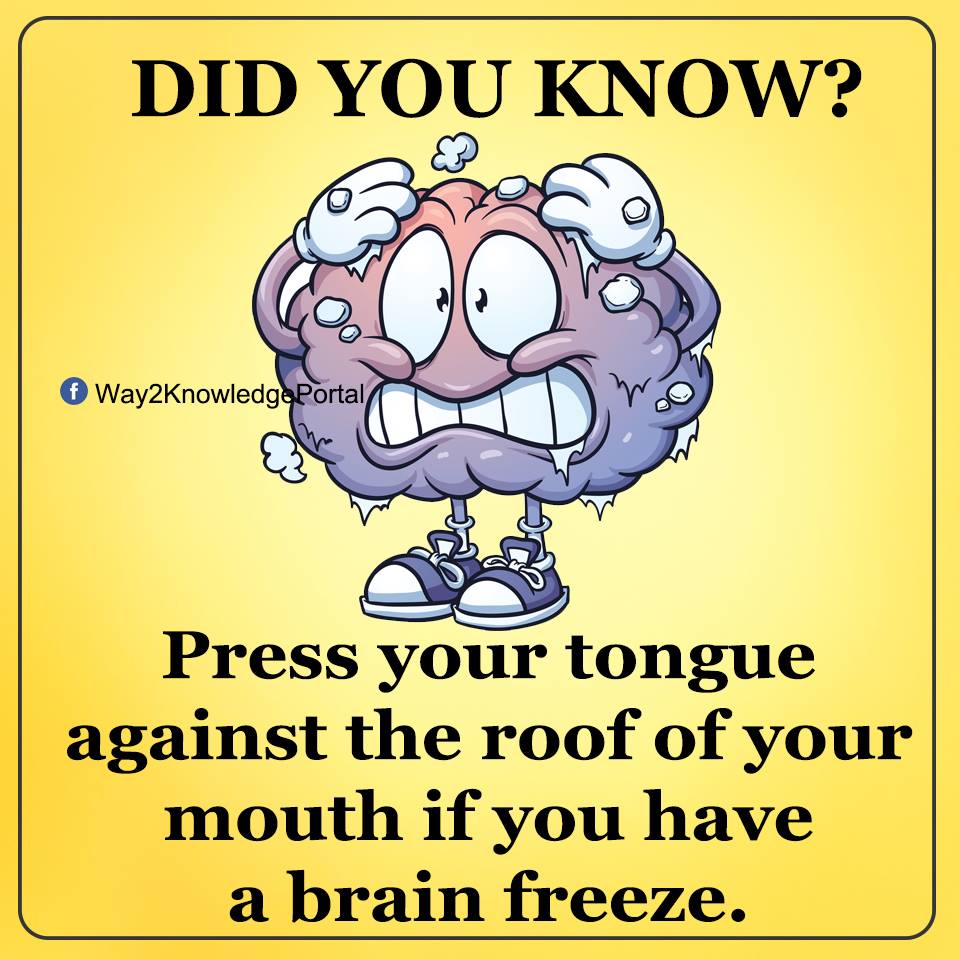 DID YOU KNOW?
Way2KnowledgePortal
Press your tongue
against the roof of your
mouth if you have
a brain freeze.